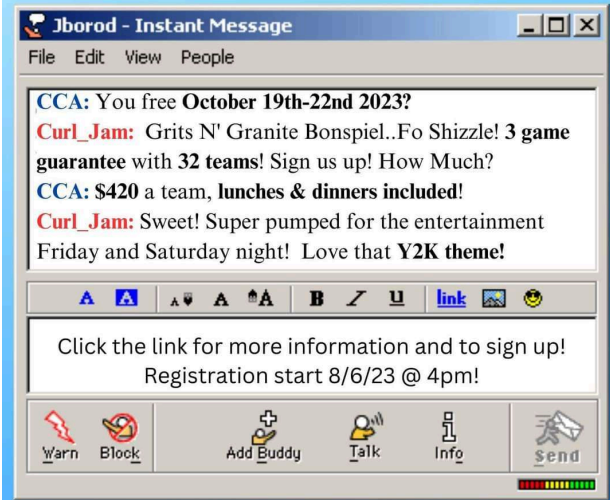 Jborod - Instant Message
File Edit View People
CCA: You free October 19th-22nd 2023?
Curl_Jam: Grits N' Granite Bonspiel..Fo Shizzle! 3 game
guarantee with 32 teams! Sign us up! How Much?
CCA: $420 a team, lunches & dinners included!
Curl_Jam: Sweet! Super pumped for the entertainment
Friday and Saturday night! Love that Y2K theme!
A A A A A B I U link
Click the link for more information and to sign up!
Registration start 8/6/23 @ 4pm!
Warn Block Add Buddy Talk Info Send